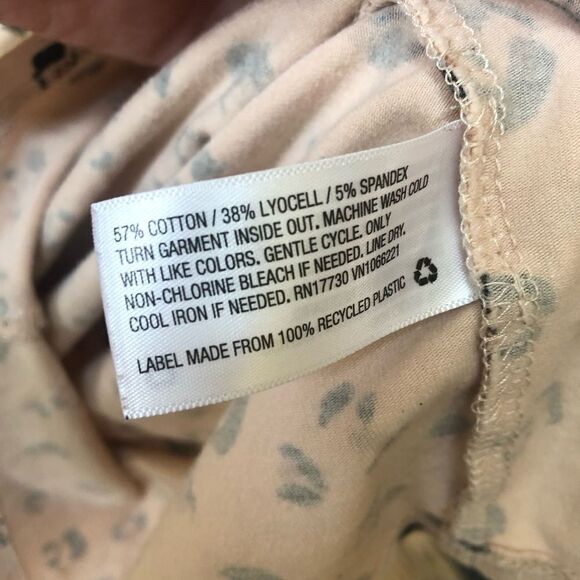 57% COTTON / 38% LYOCELL / 5% SPANDEX
TURN GARMENT INSIDE OUT. MACHINE WASH COLD
WITH LIKE COLORS. GENTLE CYCLE. ONLY
NON-CHLORINE BLEACH IF NEEDED. LINE DRY.
COOL IRON IF NEEDED. RN17730 VN1066221
LABEL MADE FROM 100% RECYCLED PLASTIC